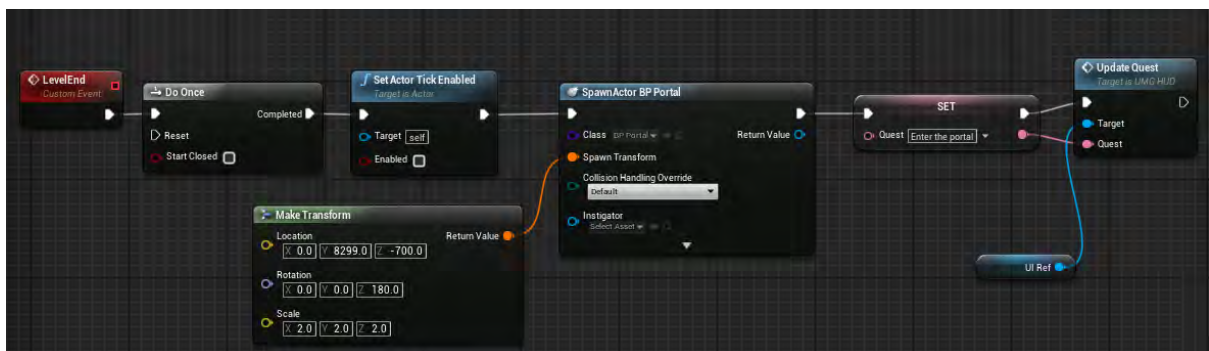 LevelEnd
Custom Event
Do Once
Completed
Reset
Start Closed
Set Actor Tick Enabled
Target is Actor
Target self
Enabled
SpawnActor BP Portal
Class BP Portal
Return Value
Spawn Transform
Collision Handling Override
Default
Instigator
Select Asset
SET
Quest Enter the portal
Update Quest
Target is UMG HUD
Target
Quest
Make Transform
Location
Return Value
X 0.0 Y 8299.0 Z -700.0
Rotation
X 0.0 Y 0.0 Z 180.0
Scale
X 2.0 Y 2.0 Z 2.0
UI Ref